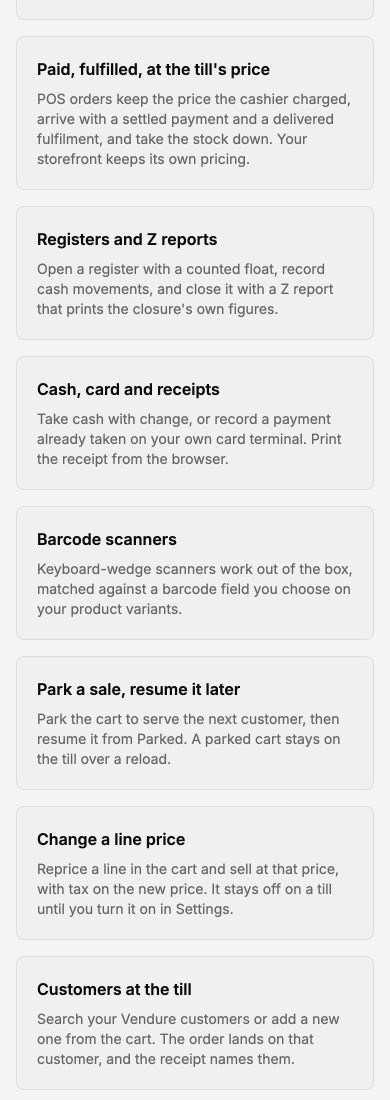 Paid, fulfilled, at the till's price
POS orders keep the price the cashier charged,
arrive with a settled payment and a delivered
fulfilment, and take the stock down. Your
storefront keeps its own pricing.
Registers and Z reports
Open a register with a counted float, record
cash movements, and close it with a Z report
that prints the closure's own figures.
Cash, card and receipts
Take cash with change, or record a payment
already taken on your own card terminal. Print
the receipt from the browser.
Barcode scanners
Keyboard-wedge scanners work out of the box,
matched against a barcode field you choose on
your product variants.
Park a sale, resume it later
Park the cart to serve the next customer, then
resume it from Parked. A parked cart stays on
the till over a reload.
Change a line price
Reprice a line in the cart and sell at that price,
with tax on the new price. It stays off on a till
until you turn it on in Settings.
Customers at the till
Search your Vendure customers or add a new
one from the cart. The order lands on that
customer, and the receipt names them.